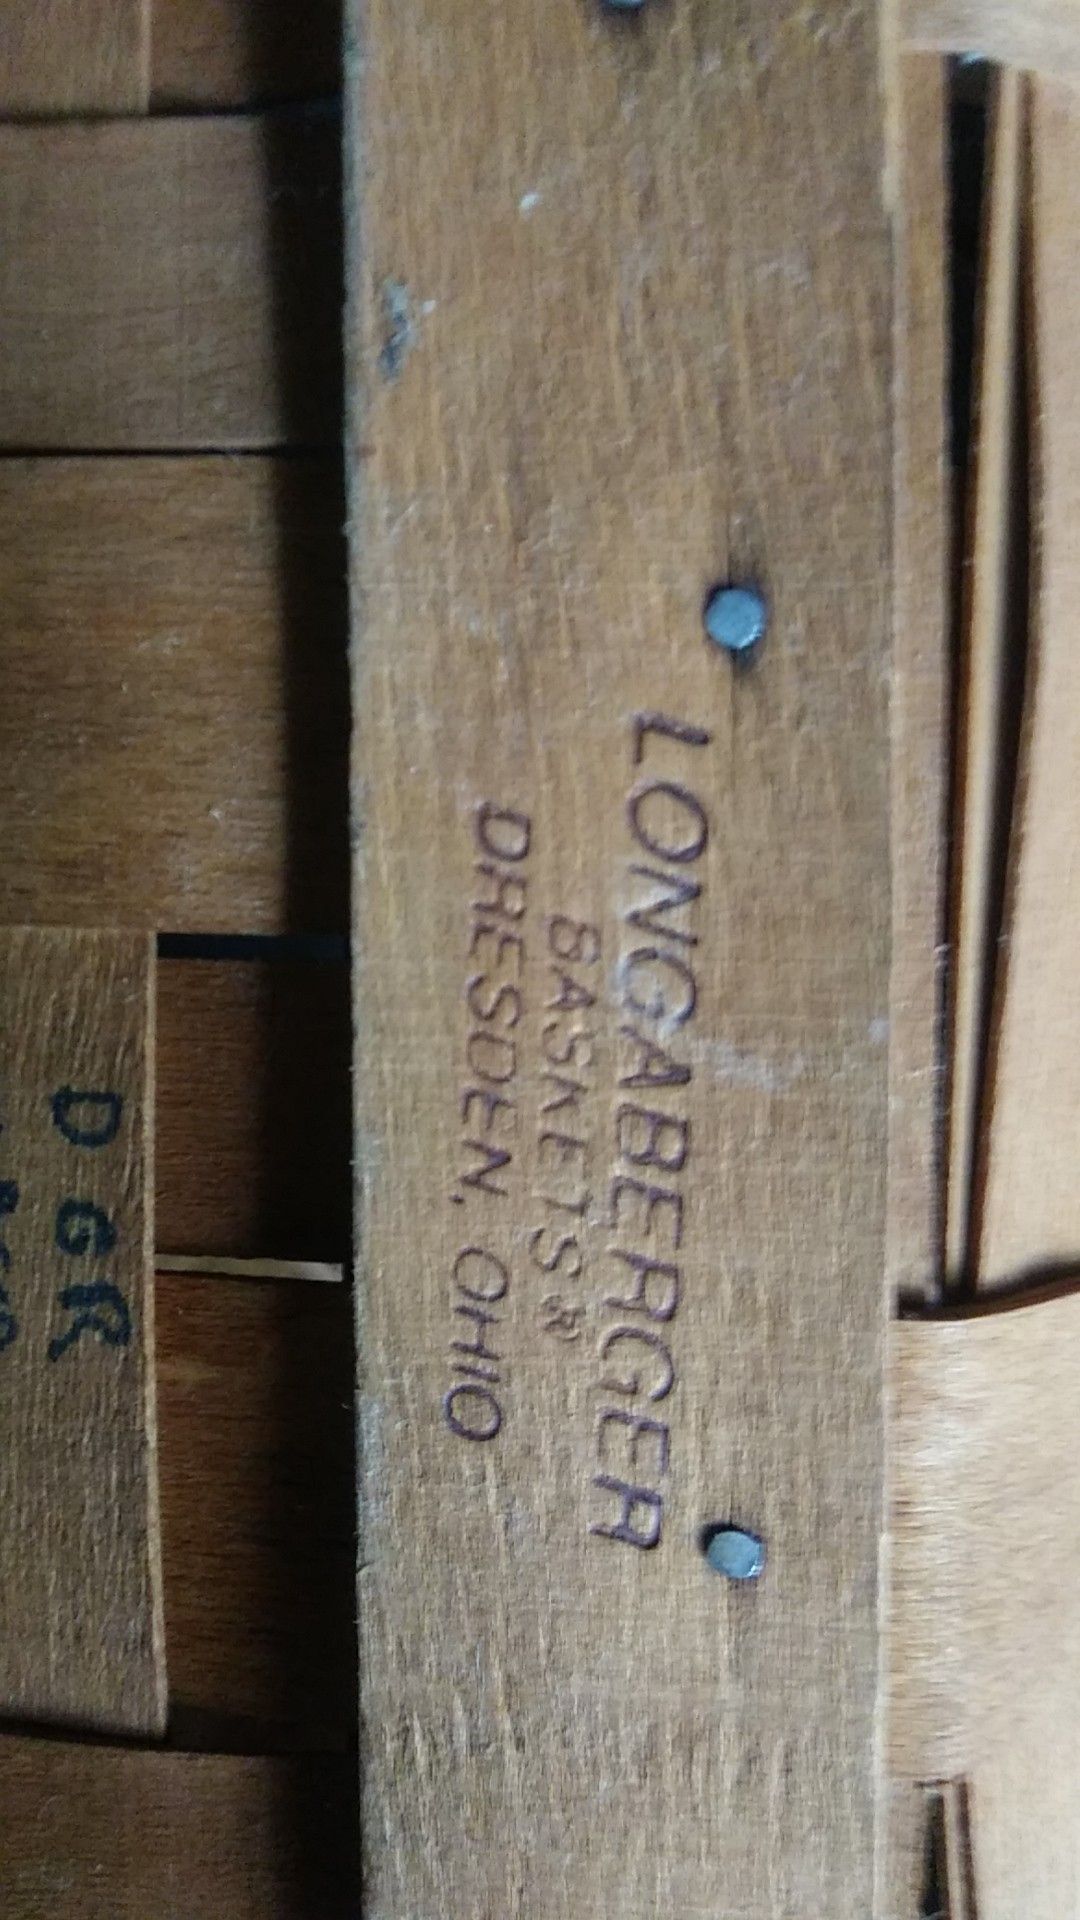 LONGABERGER
BASKETS®
DRESDEN, OHIO
DGR